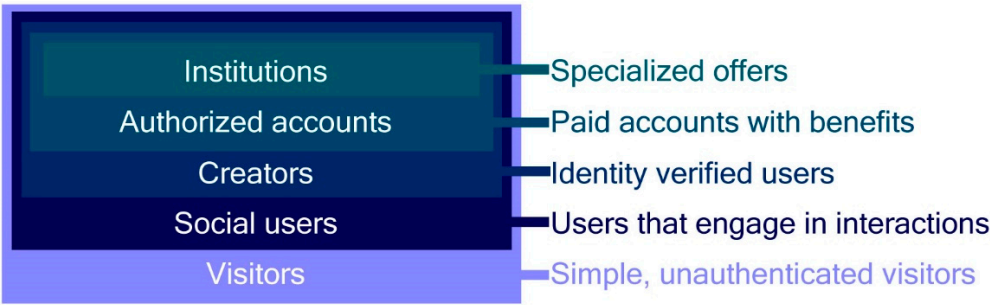 Institutions
Specialized offers
Authorized accounts
Paid accounts with benefits
Creators
Identity verified users
Social users
Users that engage in interactions
Visitors
Simple, unauthenticated visitors